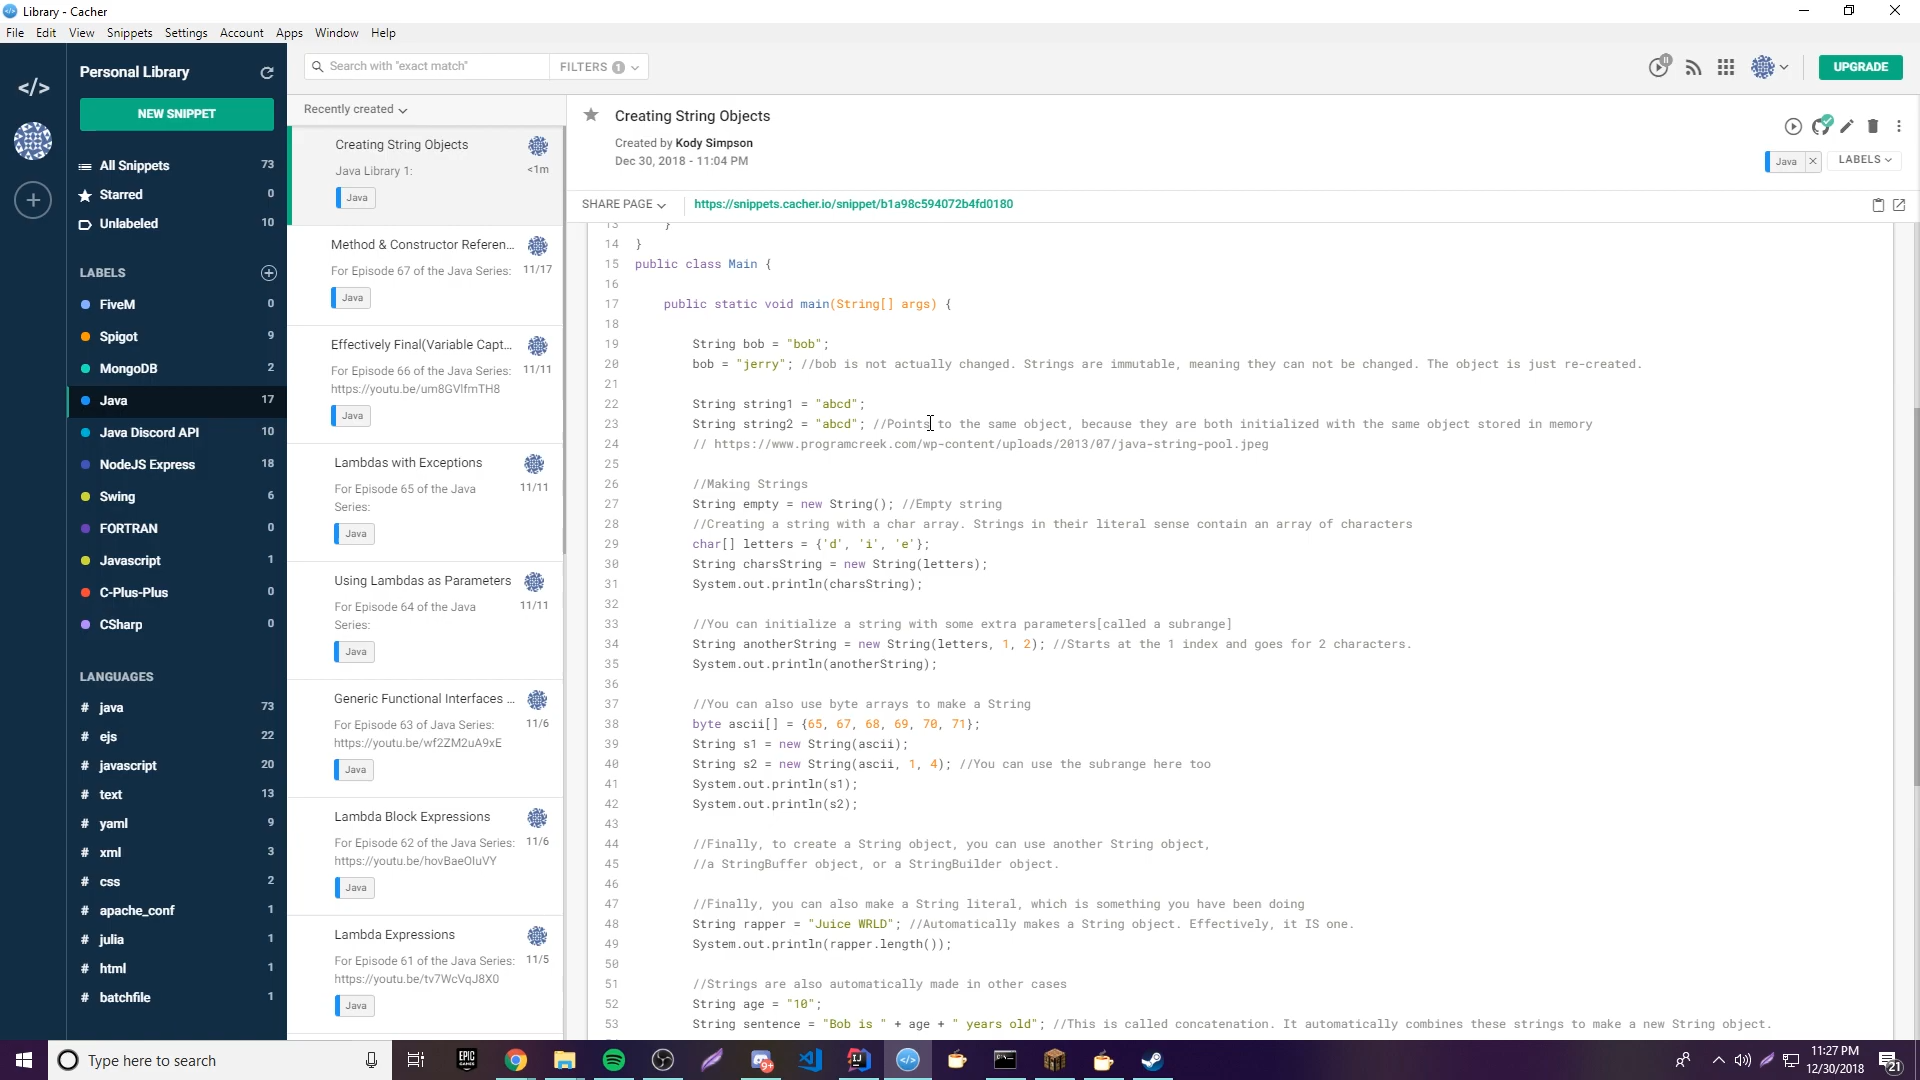 Library - Cacher
File Edit View Snippets Settings Account Apps Window Help
Personal Library
NEW SNIPPET
All Snippets 73
Starred 0
Unlabeled 10
LABELS
FiveM 0
Spigot 9
MongoDB 2
Java 17
Java Discord API 10
NodeJS Express 18
Swing 6
FORTRAN 0
Javascript 1
C-Plus-Plus 0
CSharp 0
LANGUAGES
# java 73
# ejs 22
# javascript 20
# text 13
# yaml 9
# xml 3
# css 2
# apache_conf 1
# julia 1
# html 1
# batchfile 1
Search with "exact match"
FILTERS 1
Recently created
Creating String Objects
Java Library 1: <1m
Java
Method & Constructor Referen...
For Episode 67 of the Java Series: 11/17
Java
Effectively Final(Variable Capt...
For Episode 66 of the Java Series: 11/11
https://youtu.be/um8GVlfmTH8
Java
Lambdas with Exceptions
For Episode 65 of the Java 11/11
Series:
Java
Using Lambdas as Parameters
For Episode 64 of the Java 11/11
Series:
Java
Generic Functional Interfaces ...
For Episode 63 of Java Series: 11/6
https://youtu.be/wf2ZM2uA9xE
Java
Lambda Block Expressions
For Episode 62 of the Java Series: 11/6
https://youtu.be/hovBaeOIuVY
Java
Lambda Expressions
For Episode 61 of the Java Series: 11/5
https://youtu.be/tv7WcVqJ8X0
Java
UPGRADE
Creating String Objects
Created by Kody Simpson
Dec 30, 2018 - 11:04 PM
Java × LABELS
SHARE PAGE https://snippets.cacher.io/snippet/b1a98c594072b4fd0180
13 }
14 }
15 public class Main {
16
17 public static void main(String[] args) {
18
19 String bob = "bob";
20 bob = "jerry"; //bob is not actually changed. Strings are immutable, meaning they can not be changed. The object is just re-created.
21
22 String string1 = "abcd";
23 String string2 = "abcd"; //Points to the same object, because they are both initialized with the same object stored in memory
24 // https://www.programcreek.com/wp-content/uploads/2013/07/java-string-pool.jpeg
25
26 //Making Strings
27 String empty = new String(); //Empty string
28 //Creating a string with a char array. Strings in their literal sense contain an array of characters
29 char[] letters = {'d', 'i', 'e'};
30 String charsString = new String(letters);
31 System.out.println(charsString);
32
33 //You can initialize a string with some extra parameters[called a subrange]
34 String anotherString = new String(letters, 1, 2); //Starts at the 1 index and goes for 2 characters.
35 System.out.println(anotherString);
36
37 //You can also use byte arrays to make a String
38 byte ascii[] = {65, 67, 68, 69, 70, 71};
39 String s1 = new String(ascii);
40 String s2 = new String(ascii, 1, 4); //You can use the subrange here too
41 System.out.println(s1);
42 System.out.println(s2);
43
44 //Finally, to create a String object, you can use another String object,
45 //a StringBuffer object, or a StringBuilder object.
46
47 //Finally, you can also make a String literal, which is something you have been doing
48 String rapper = "Juice WRLD"; //Automatically makes a String object. Effectively, it IS one.
49 System.out.println(rapper.length());
50
51 //Strings are also automatically made in other cases
52 String age = "10";
53 String sentence = "Bob is " + age + " years old"; //This is called concatenation. It automatically combines these strings to make a new String object.
Type here to search
EPIC GAMES
9+
11:27 PM
12/30/2018
21